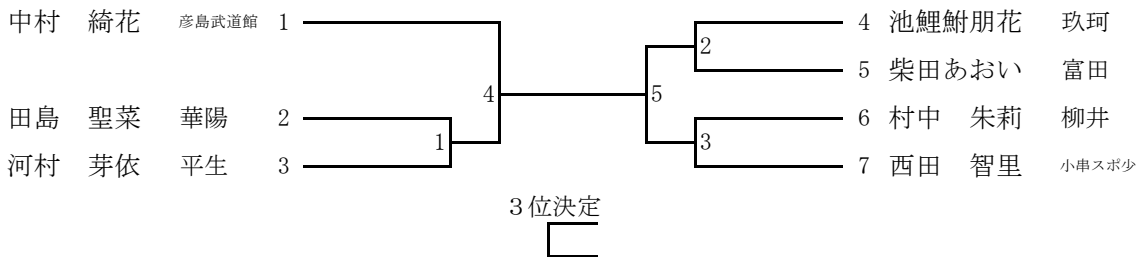 中村　綺花　彦島武道館　1
4　池鯉鮒朋花　玖珂
2
5　柴田あおい　富田
4
5
田島　聖菜　華陽　2
6　村中　朱莉　柳井
1
3
河村　芽依　平生　3
7　西田　智里　小串スポ少
３位決定